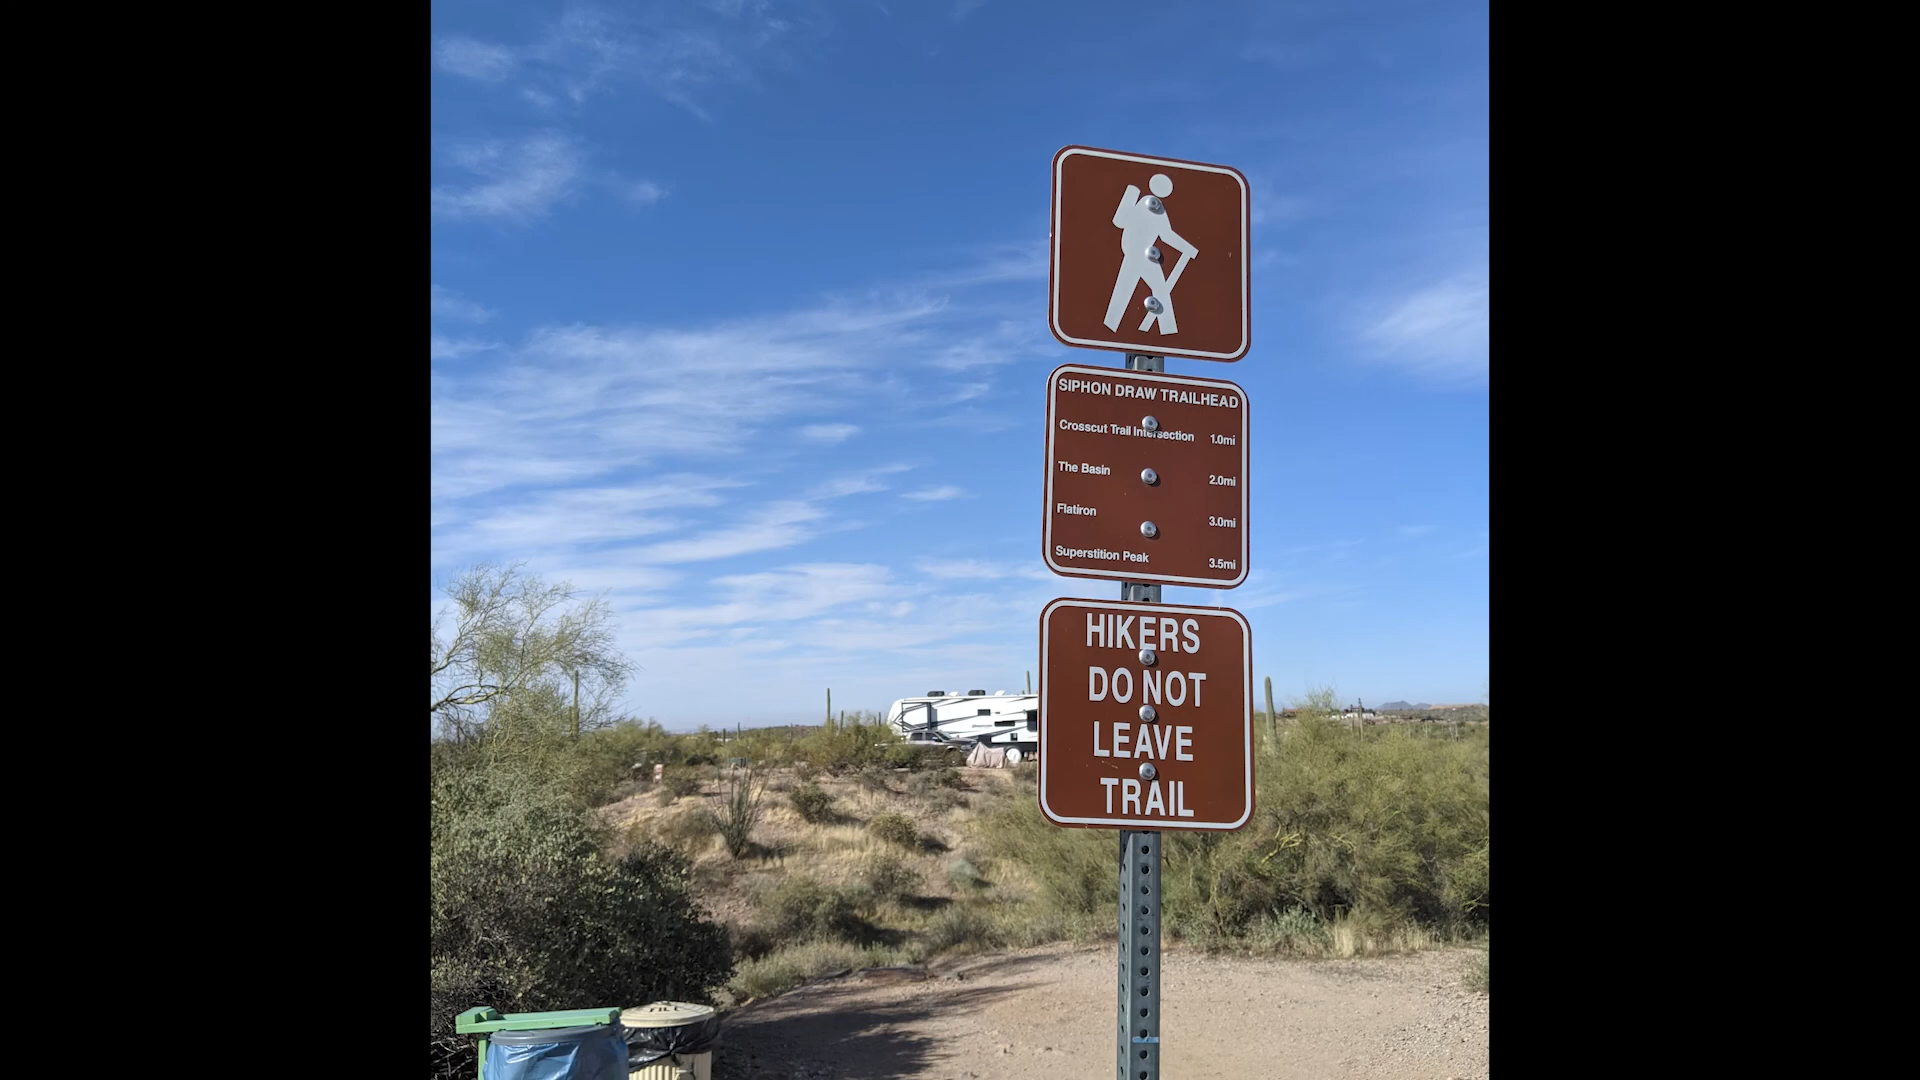 SIPHON DRAW TRAILHEAD
Crosscut Trail Intersection 1.0mi
The Basin 2.0mi
Flatiron 3.0mi
Superstition Peak 3.5mi
HIKERS
DO NOT
LEAVE
TRAIL